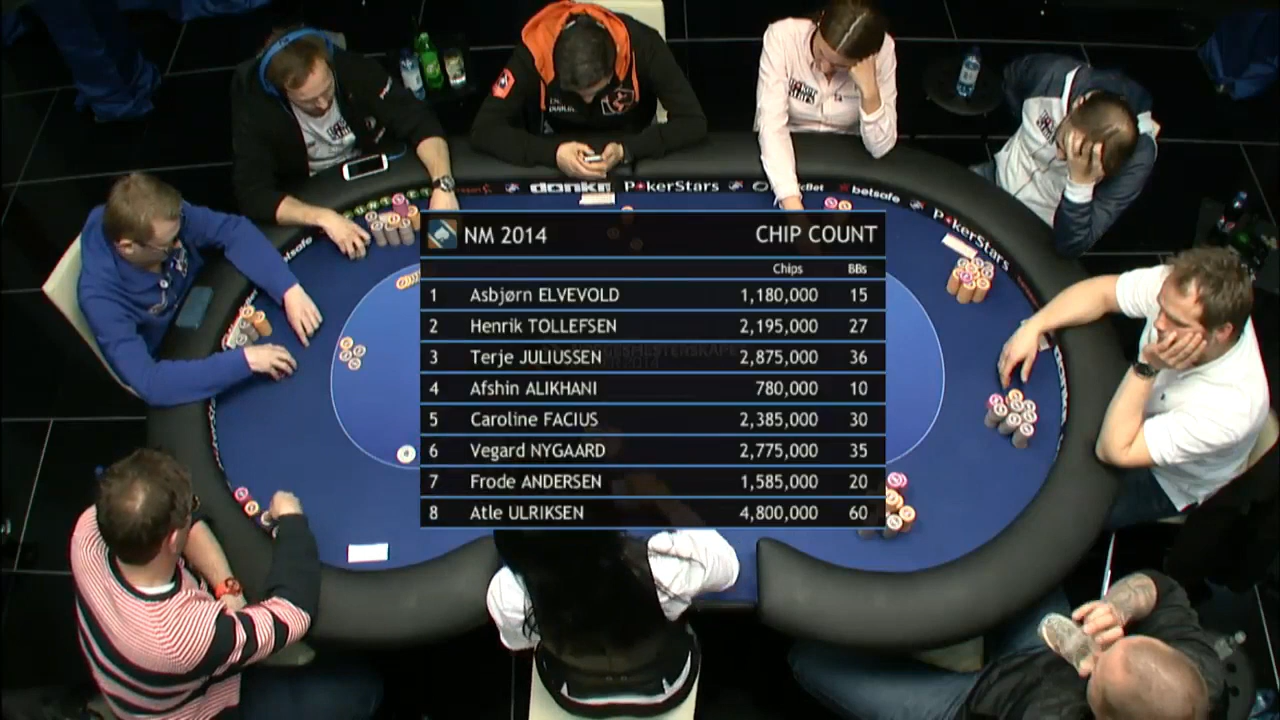 donkr PokerStars betsafe
PokerStars
NM 2014 CHIP COUNT
Chips BBs
1 Asbjørn ELVEVOLD 1,180,000 15
2 Henrik TOLLEFSEN 2,195,000 27
3 Terje JULIUSSEN 2,875,000 36
4 Afshin ALIKHANI 780,000 10
5 Caroline FACIUS 2,385,000 30
6 Vegard NYGAARD 2,775,000 35
7 Frode ANDERSEN 1,585,000 20
8 Atle ULRIKSEN 4,800,000 60